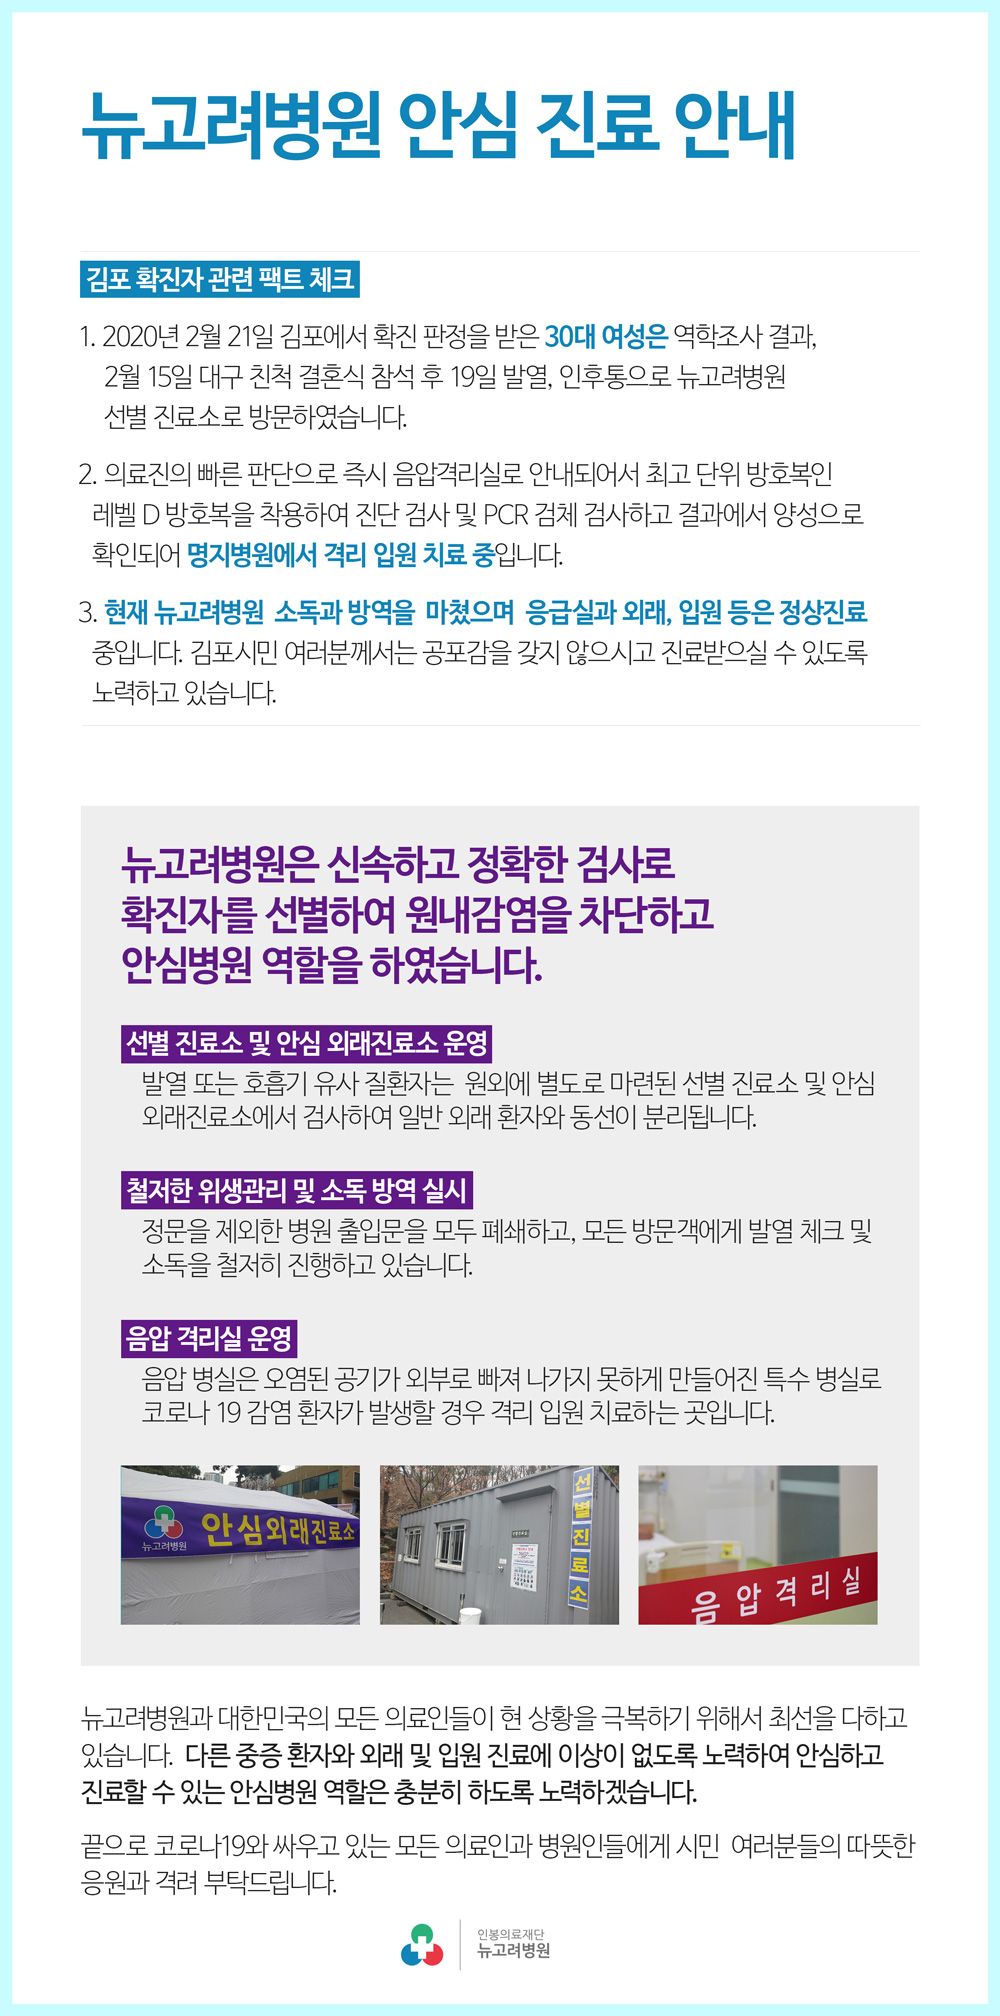 뉴고려병원 안심 진료 안내
김포 확진자 관련 팩트 체크
1. 2020년 2월 21일 김포에서 확진 판정을 받은 30대 여성은 역학조사 결과,
2월 15일 대구 친척 결혼식 참석 후 19일 발열, 인후통으로 뉴고려병원
선별 진료소로 방문하였습니다.
2. 의료진의 빠른 판단으로 즉시 음압격리실로 안내되어서 최고 단위 방호복인
레벨 D 방호복을 착용하여 진단 검사 및 PCR 검체 검사하고 결과에서 양성으로
확인되어 명지병원에서 격리 입원 치료 중입니다.
3. 현재 뉴고려병원 소독과 방역을 마쳤으며 응급실과 외래, 입원 등은 정상진료
중입니다. 김포시민 여러분께서는 공포감을 갖지 않으시고 진료받으실 수 있도록
노력하고 있습니다.
뉴고려병원은 신속하고 정확한 검사로
확진자를 선별하여 원내감염을 차단하고
안심병원 역할을 하였습니다.
선별 진료소 및 안심 외래진료소 운영
발열 또는 호흡기 유사 질환자는 원외에 별도로 마련된 선별 진료소 및 안심
외래진료소에서 검사하여 일반 외래 환자와 동선이 분리됩니다.
철저한 위생관리 및 소독 방역 실시
정문을 제외한 병원 출입문을 모두 폐쇄하고, 모든 방문객에게 발열 체크 및
소독을 철저히 진행하고 있습니다.
음압 격리실 운영
음압 병실은 오염된 공기가 외부로 빠져 나가지 못하게 만들어진 특수 병실로
코로나 19 감염 환자가 발생할 경우 격리 입원 치료하는 곳입니다.
뉴고려병원
안심외래진료소
선별진료소
음압격리실
뉴고려병원과 대한민국의 모든 의료인들이 현 상황을 극복하기 위해서 최선을 다하고
있습니다. 다른 중증 환자와 외래 및 입원 진료에 이상이 없도록 노력하여 안심하고
진료할 수 있는 안심병원 역할은 충분히 하도록 노력하겠습니다.
끝으로 코로나19와 싸우고 있는 모든 의료인과 병원인들에게 시민 여러분들의 따뜻한
응원과 격려 부탁드립니다.
인봉의료재단
뉴고려병원